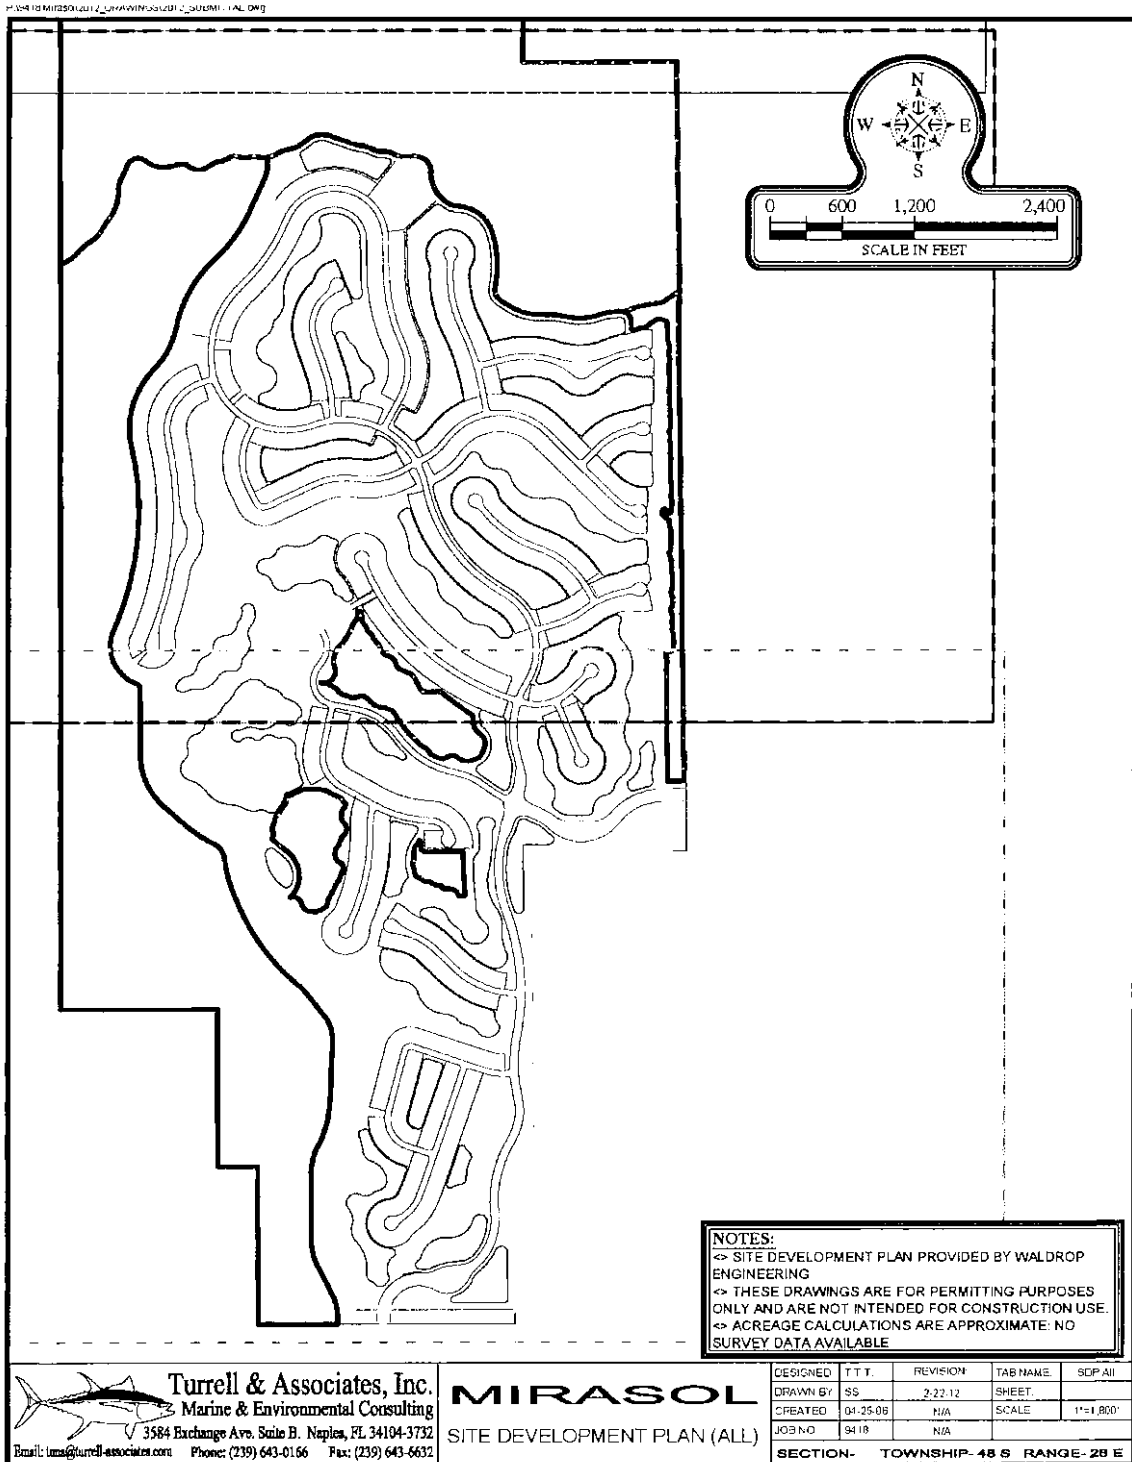 N
W E
S
0 600 1,200 2,400
SCALE IN FEET
NOTES:
<> SITE DEVELOPMENT PLAN PROVIDED BY WALDROP
ENGINEERING
<> THESE DRAWINGS ARE FOR PERMITTING PURPOSES
ONLY AND ARE NOT INTENDED FOR CONSTRUCTION USE.
<> ACREAGE CALCULATIONS ARE APPROXIMATE: NO
SURVEY DATA AVAILABLE
Turrell & Associates, Inc.
Marine & Environmental Consulting
3584 Exchange Ave. Suite B. Naples, FL 34104-3732
Email: tuna@turrell-associates.com Phone: (239) 643-0166 Fax: (239) 643-6632
MIRASOL
SITE DEVELOPMENT PLAN (ALL)
DESIGNED T.T.T. REVISION TAB NAME SDP All
DRAWN BY SS 2-22-12 SHEET
CREATED 04-25-06 N/A SCALE 1"=1,800'
JOB NO 9418 N/A
SECTION- TOWNSHIP- 48 S RANGE- 26 E